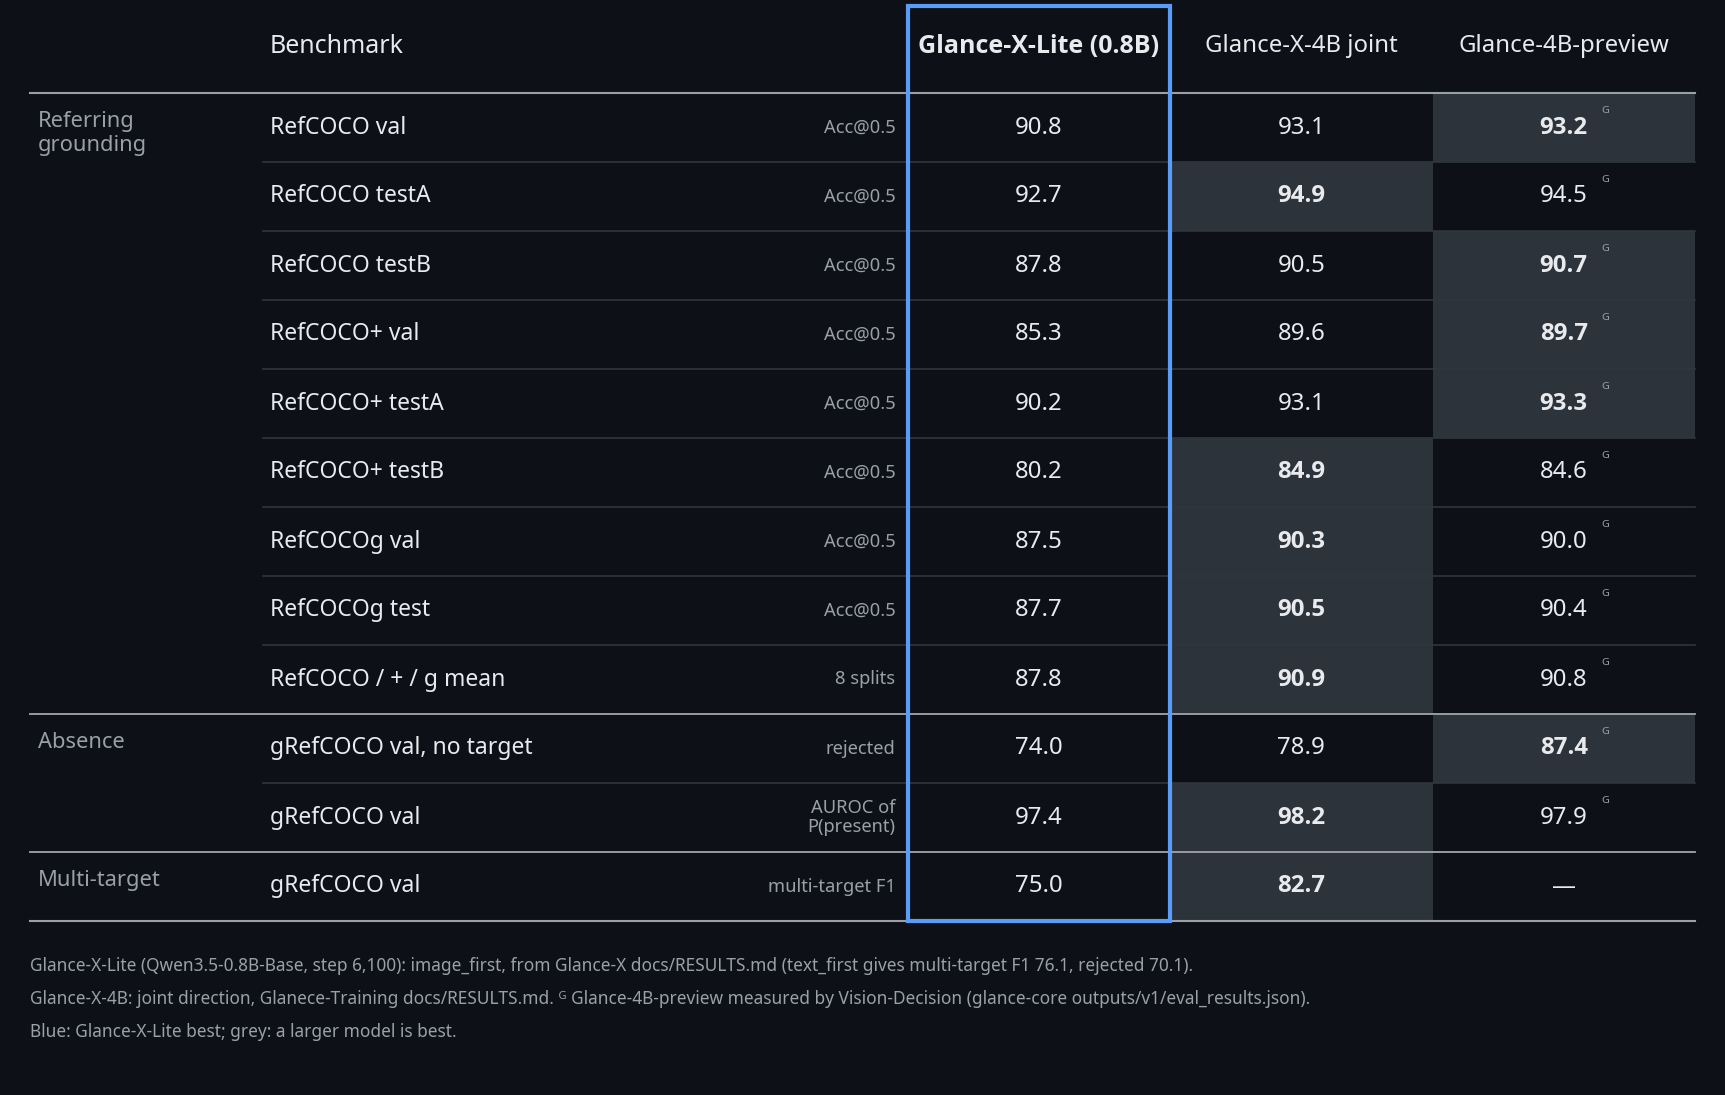 Benchmark Glance-X-Lite (0.8B) Glance-X-4B joint Glance-4B-preview
Referring
grounding
RefCOCO val Acc@0.5 90.8 93.1 93.2 G
RefCOCO testA Acc@0.5 92.7 94.9 94.5 G
RefCOCO testB Acc@0.5 87.8 90.5 90.7 G
RefCOCO+ val Acc@0.5 85.3 89.6 89.7 G
RefCOCO+ testA Acc@0.5 90.2 93.1 93.3 G
RefCOCO+ testB Acc@0.5 80.2 84.9 84.6 G
RefCOCOg val Acc@0.5 87.5 90.3 90.0 G
RefCOCOg test Acc@0.5 87.7 90.5 90.4 G
RefCOCO / + / g mean 8 splits 87.8 90.9 90.8 G
Absence
gRefCOCO val, no target rejected 74.0 78.9 87.4 G
gRefCOCO val AUROC of
P(present) 97.4 98.2 97.9 G
Multi-target
gRefCOCO val multi-target F1 75.0 82.7 —
Glance-X-Lite (Qwen3.5-0.8B-Base, step 6,100): image_first, from Glance-X docs/RESULTS.md (text_first gives multi-target F1 76.1, rejected 70.1).
Glance-X-4B: joint direction, Glanece-Training docs/RESULTS.md. ᴳ Glance-4B-preview measured by Vision-Decision (glance-core outputs/v1/eval_results.json).
Blue: Glance-X-Lite best; grey: a larger model is best.